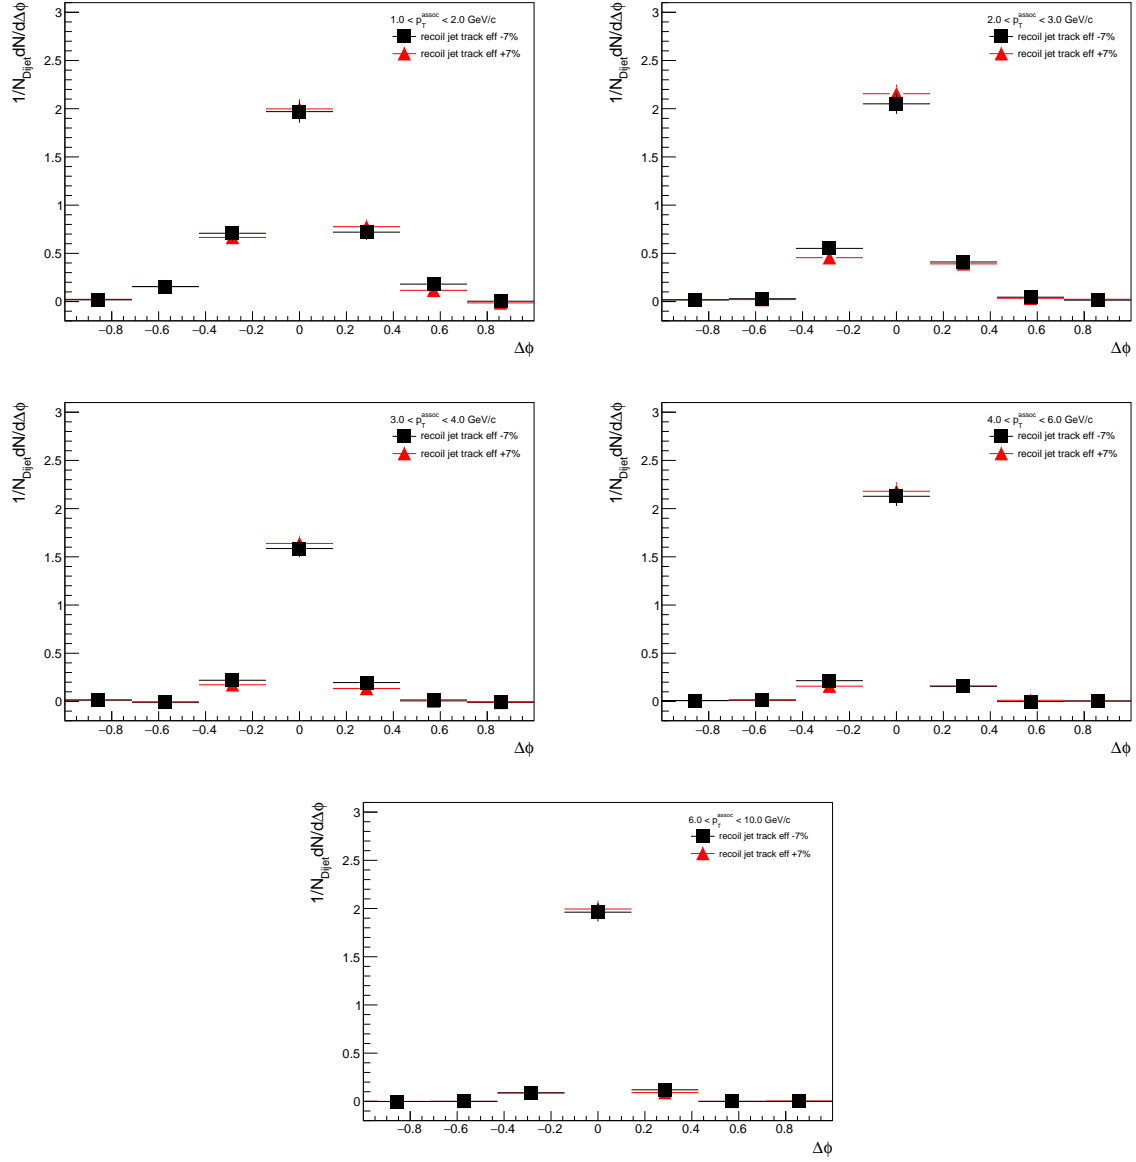 1/N_Dijet dN/dΔϕ
3
2.5
2
1.5
1
0.5
0
1.0 < p_T^assoc < 2.0 GeV/c
recoil jet track eff -7%
recoil jet track eff +7%
−0.8 −0.6 −0.4 −0.2 0 0.2 0.4 0.6 0.8
Δϕ
1/N_Dijet dN/dΔϕ
3
2.5
2
1.5
1
0.5
0
2.0 < p_T^assoc < 3.0 GeV/c
recoil jet track eff -7%
recoil jet track eff +7%
−0.8 −0.6 −0.4 −0.2 0 0.2 0.4 0.6 0.8
Δϕ
1/N_Dijet dN/dΔϕ
3
2.5
2
1.5
1
0.5
0
3.0 < p_T^assoc < 4.0 GeV/c
recoil jet track eff -7%
recoil jet track eff +7%
−0.8 −0.6 −0.4 −0.2 0 0.2 0.4 0.6 0.8
Δϕ
1/N_Dijet dN/dΔϕ
3
2.5
2
1.5
1
0.5
0
4.0 < p_T^assoc < 6.0 GeV/c
recoil jet track eff -7%
recoil jet track eff +7%
−0.8 −0.6 −0.4 −0.2 0 0.2 0.4 0.6 0.8
Δϕ
1/N_Dijet dN/dΔϕ
3
2.5
2
1.5
1
0.5
0
6.0 < p_T^assoc < 10.0 GeV/c
recoil jet track eff -7%
recoil jet track eff +7%
−0.8 −0.6 −0.4 −0.2 0 0.2 0.4 0.6 0.8
Δϕ